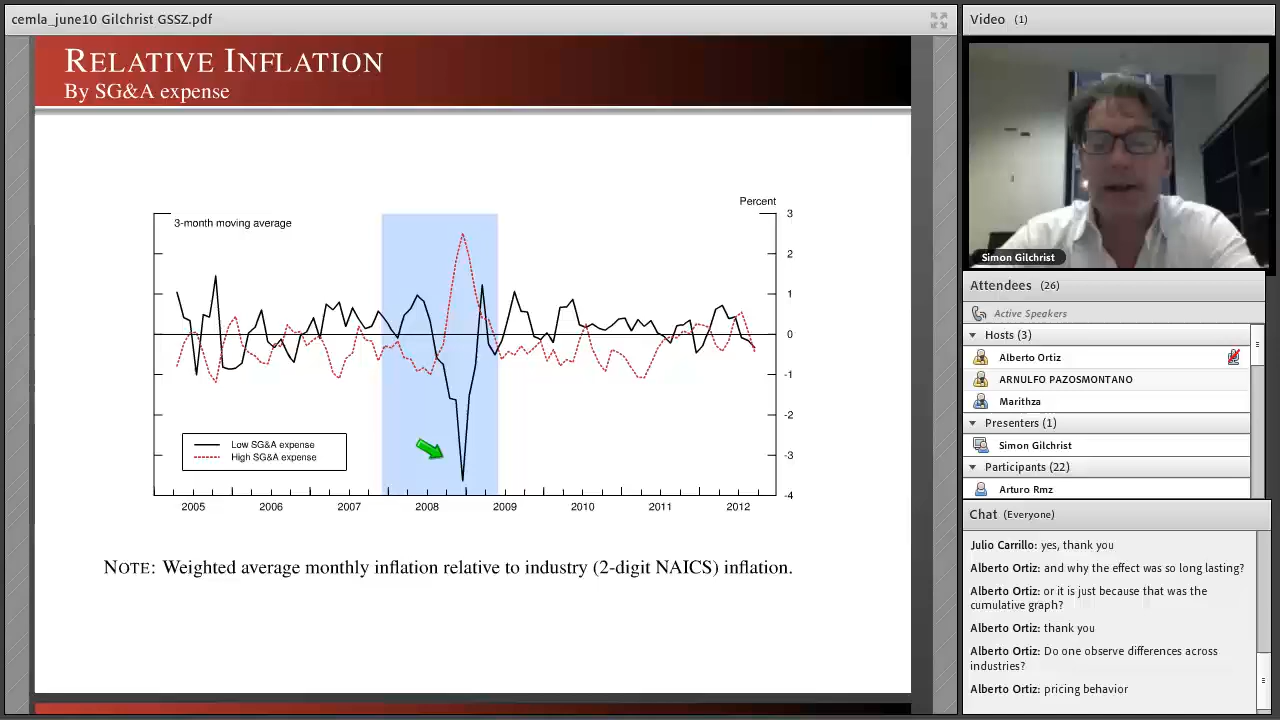 cemla_june10 Gilchrist GSSZ.pdf
RELATIVE INFLATION
By SG&A expense
Percent
3-month moving average
3
2
1
0
-1
-2
-3
-4
Low SG&A expense
High SG&A expense
2005 2006 2007 2008 2009 2010 2011 2012
NOTE: Weighted average monthly inflation relative to industry (2-digit NAICS) inflation.
Video (1)
Simon Gilchrist
Attendees (26)
Active Speakers
Hosts (3)
Alberto Ortiz
ARNULFO PAZOSMONTANO
Marithza
Presenters (1)
Simon Gilchrist
Participants (22)
Arturo Rmz
Chat (Everyone)
Julio Carrillo: yes, thank you
Alberto Ortiz: and why the effect was so long lasting?
Alberto Ortiz: or it is just because that was the
cumulative graph?
Alberto Ortiz: thank you
Alberto Ortiz: Do one observe differences across
industries?
Alberto Ortiz: pricing behavior